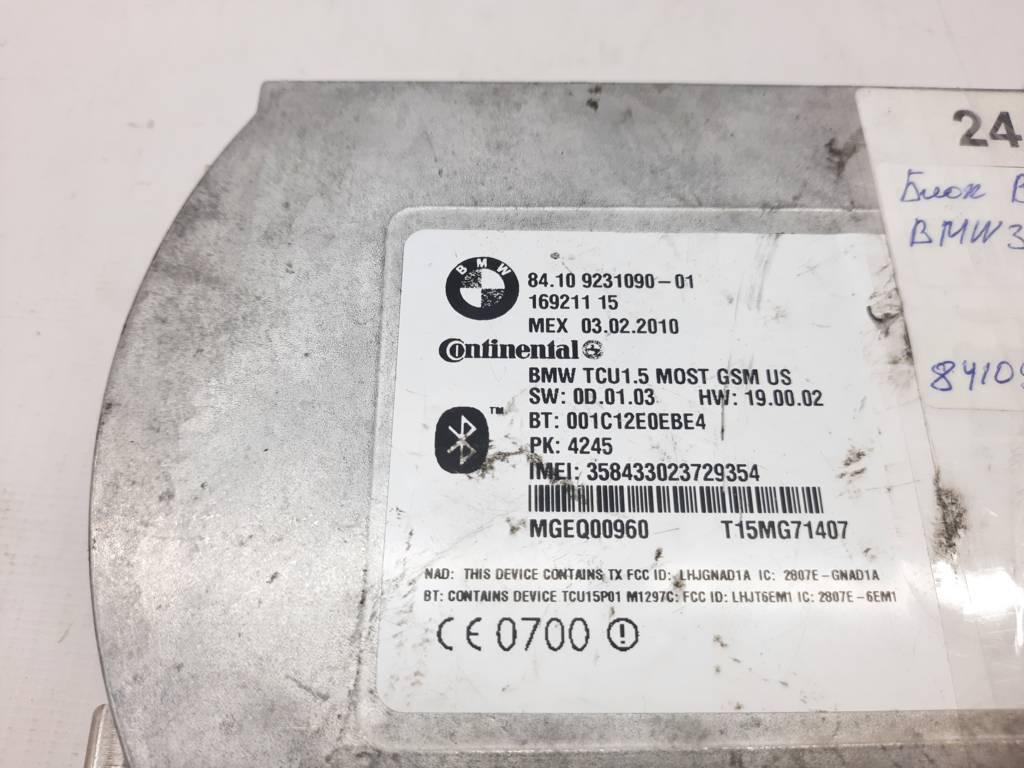 24
Блок B
BMW 3
84109
BMW
84.10 9231090-01
169211 15
MEX 03.02.2010
Continental
BMW TCU1.5 MOST GSM US
SW: 0D.01.03 HW: 19.00.02
BT: 001C12E0EBE4
TM
PK: 4245
IMEI: 358433023729354
MGEQ00960 T15MG71407
NAD: THIS DEVICE CONTAINS TX FCC ID: LHJGNAD1A IC: 2807E-GNAD1A
BT: CONTAINS DEVICE TCU15P01 M1297C: FCC ID: LHJT6EM1 IC: 2807E-6EM1
CE 0700